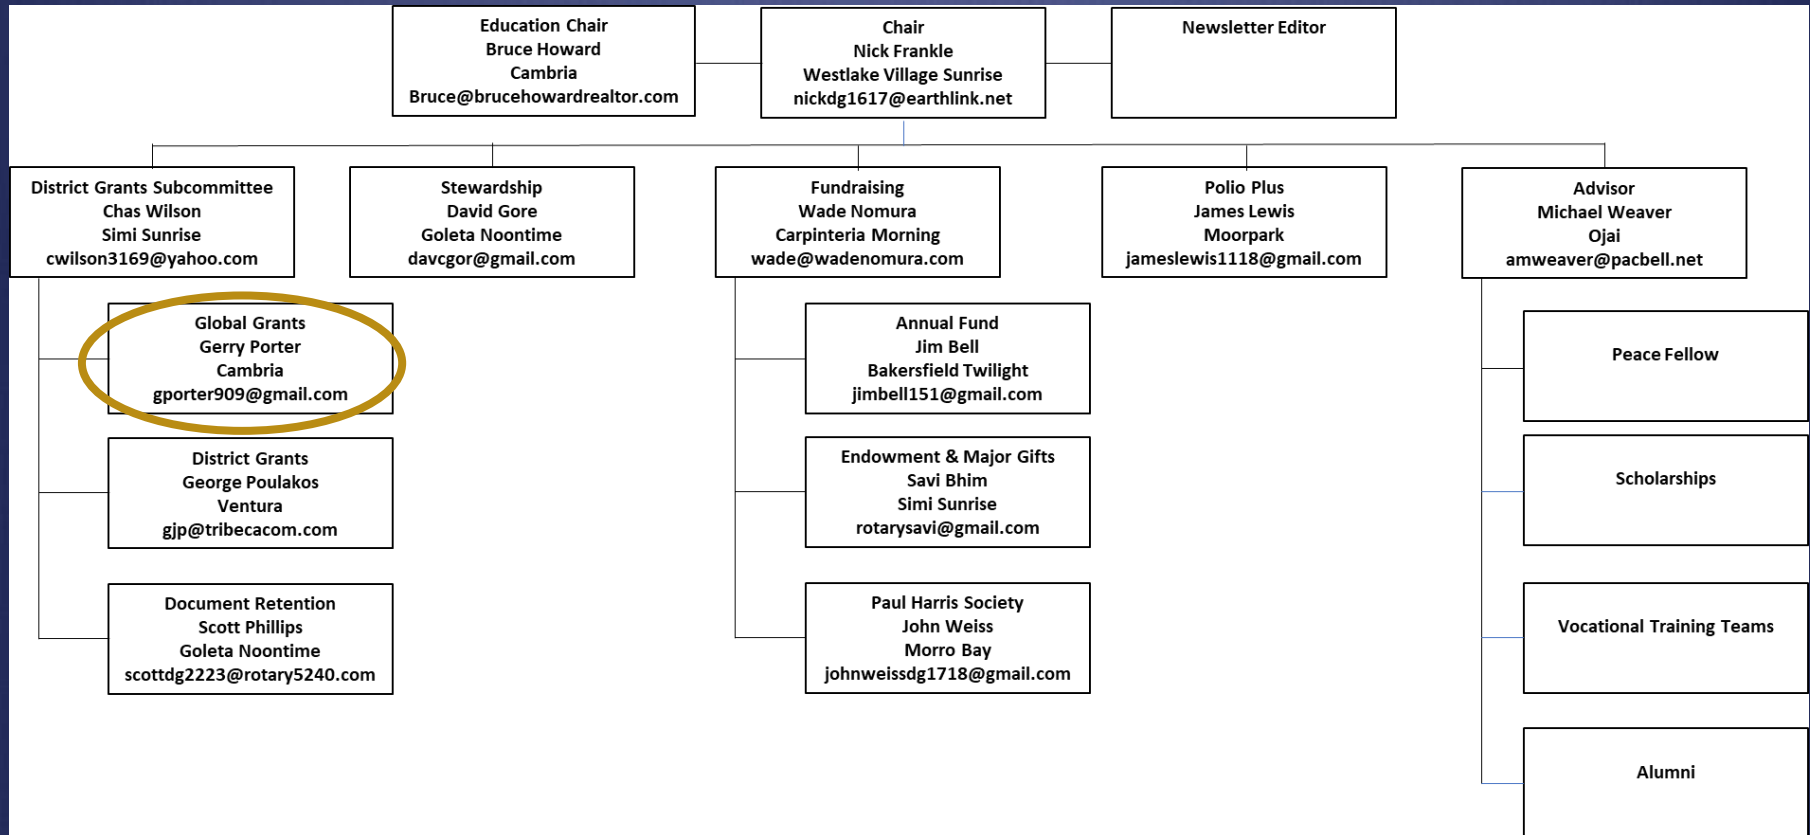 Education Chair
Bruce Howard
Cambria
Bruce@brucehowardrealtor.com
Chair
Nick Frankle
Westlake Village Sunrise
nickdg1617@earthlink.net
Newsletter Editor
District Grants Subcommittee
Chas Wilson
Simi Sunrise
cwilson3169@yahoo.com
Stewardship
David Gore
Goleta Noontime
davcgor@gmail.com
Fundraising
Wade Nomura
Carpinteria Morning
wade@wadenomura.com
Polio Plus
James Lewis
Moorpark
jameslewis1118@gmail.com
Advisor
Michael Weaver
Ojai
amweaver@pacbell.net
Global Grants
Gerry Porter
Cambria
gporter909@gmail.com
District Grants
George Poulakos
Ventura
gjp@tribecacom.com
Document Retention
Scott Phillips
Goleta Noontime
scottdg2223@rotary5240.com
Annual Fund
Jim Bell
Bakersfield Twilight
jimbell151@gmail.com
Endowment & Major Gifts
Savi Bhim
Simi Sunrise
rotarysavi@gmail.com
Paul Harris Society
John Weiss
Morro Bay
johnweissdg1718@gmail.com
Peace Fellow
Scholarships
Vocational Training Teams
Alumni